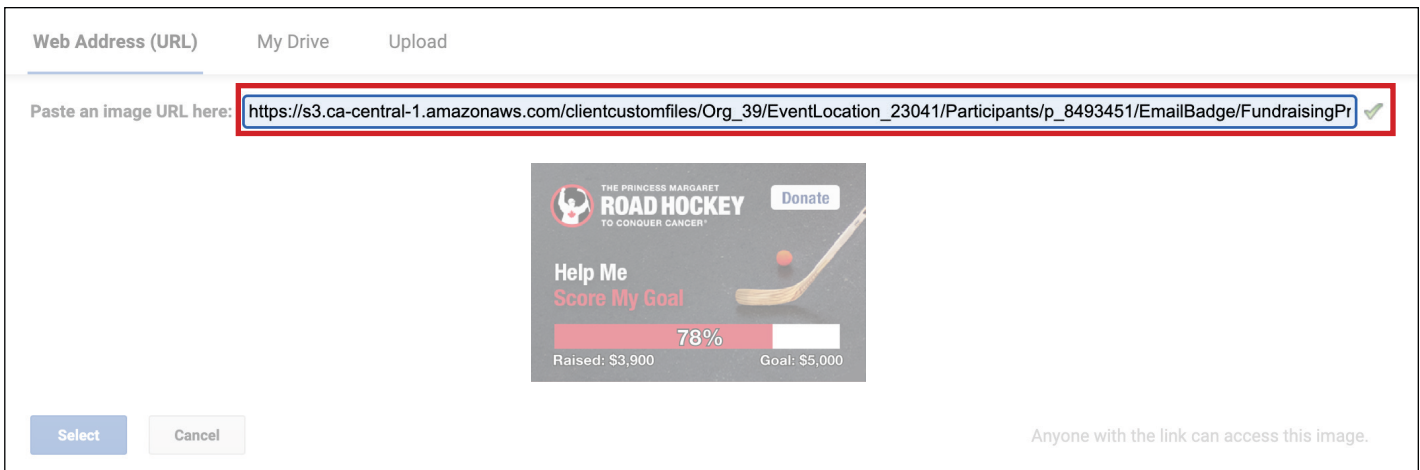 Web Address (URL) My Drive Upload
Paste an image URL here: https://s3.ca-central-1.amazonaws.com/clientcustomfiles/Org_39/EventLocation_23041/Participants/p_8493451/EmailBadge/FundraisingPr
THE PRINCESS MARGARET
ROAD HOCKEY
TO CONQUER CANCER®
Donate
Help Me
Score My Goal
78%
Raised: $3,900 Goal: $5,000
Select Cancel Anyone with the link can access this image.